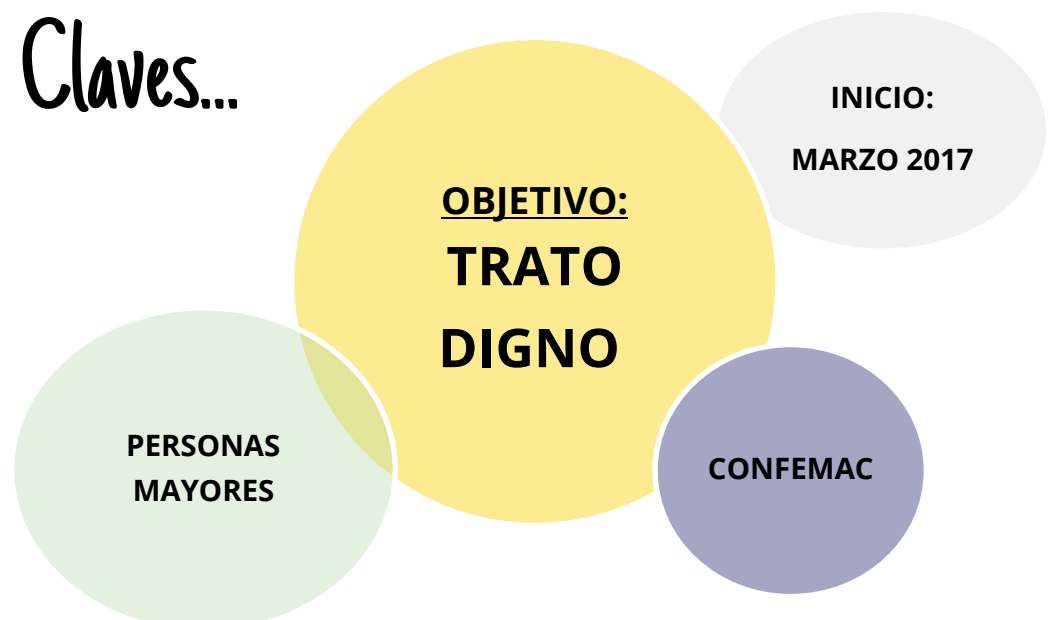 Claves...
INICIO:
MARZO 2017
OBJETIVO:
TRATO
DIGNO
PERSONAS
MAYORES
CONFEMAC